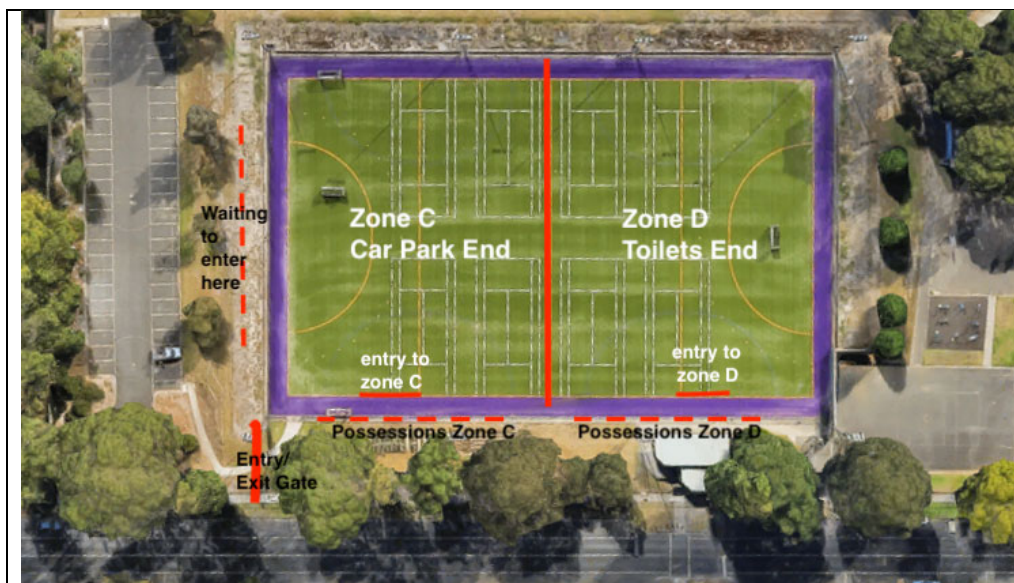 Waiting
to
enter
here
Zone C
Car Park End
Zone D
Toilets End
entry to
zone C
entry to
zone D
Possessions Zone C
Possessions Zone D
Entry/
Exit Gate